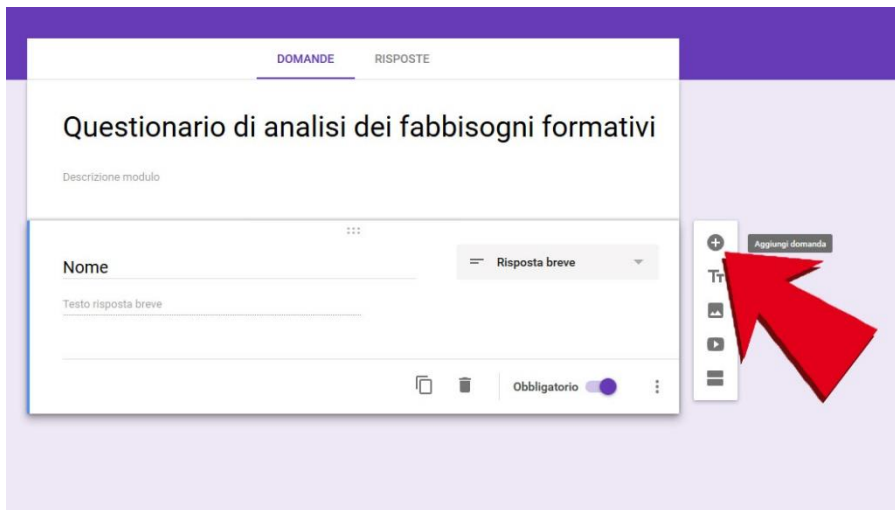 DOMANDE RISPOSTE
Questionario di analisi dei fabbisogni formativi
Descrizione modulo
Aggiungi domanda
Nome
Risposta breve
Tт
Testo risposta breve
Obbligatorio